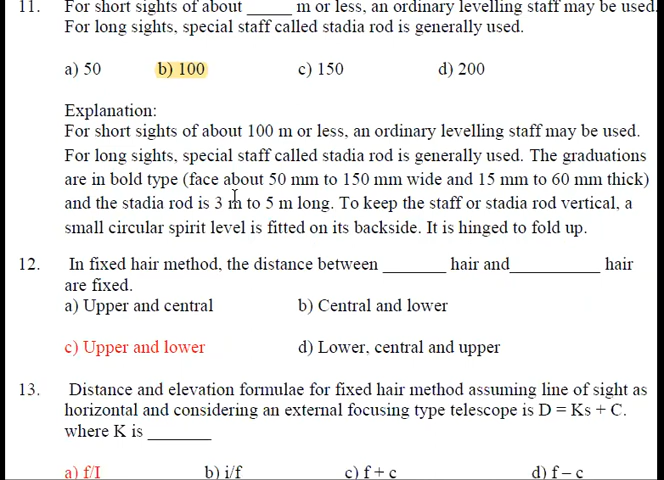 11. For short sights of about _____ m or less, an ordinary levelling staff may be used.
For long sights, special staff called stadia rod is generally used.
a) 50 b) 100 c) 150 d) 200
Explanation:
For short sights of about 100 m or less, an ordinary levelling staff may be used.
For long sights, special staff called stadia rod is generally used. The graduations
are in bold type (face about 50 mm to 150 mm wide and 15 mm to 60 mm thick)
and the stadia rod is 3 m to 5 m long. To keep the staff or stadia rod vertical, a
small circular spirit level is fitted on its backside. It is hinged to fold up.
12. In fixed hair method, the distance between _______ hair and__________ hair
are fixed.
a) Upper and central b) Central and lower
c) Upper and lower d) Lower, central and upper
13. Distance and elevation formulae for fixed hair method assuming line of sight as
horizontal and considering an external focusing type telescope is D = Ks + C.
where K is _______
a) f/I b) i/f c) f + c d) f – c